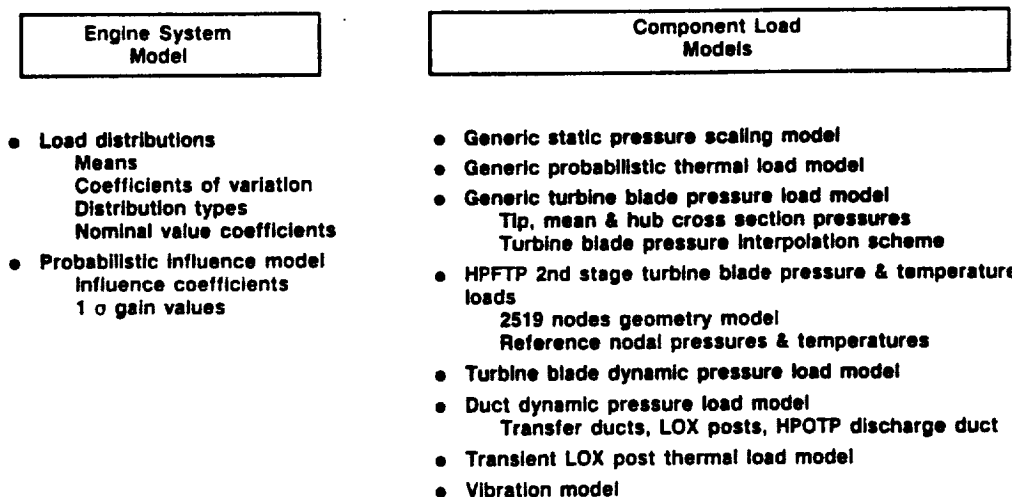 Engine System
Model
Component Load
Models
● Load distributions
Means
Coefficients of variation
Distribution types
Nominal value coefficients
● Probabilistic influence model
Influence coefficients
1 σ gain values
● Generic static pressure scaling model
● Generic probabilistic thermal load model
● Generic turbine blade pressure load model
Tip, mean & hub cross section pressures
Turbine blade pressure interpolation scheme
● HPFTP 2nd stage turbine blade pressure & temperature
loads
2519 nodes geometry model
Reference nodal pressures & temperatures
● Turbine blade dynamic pressure load model
● Duct dynamic pressure load model
Transfer ducts, LOX posts, HPOTP discharge duct
● Transient LOX post thermal load model
● Vibration model